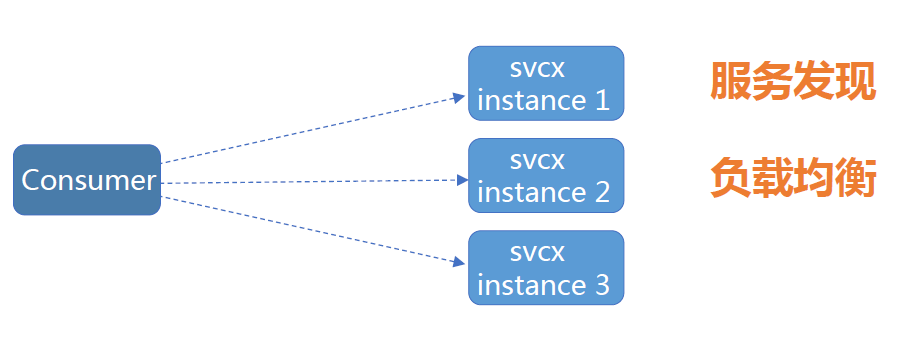 Consumer
svcx
instance 1
svcx
instance 2
svcx
instance 3
服务发现
负载均衡